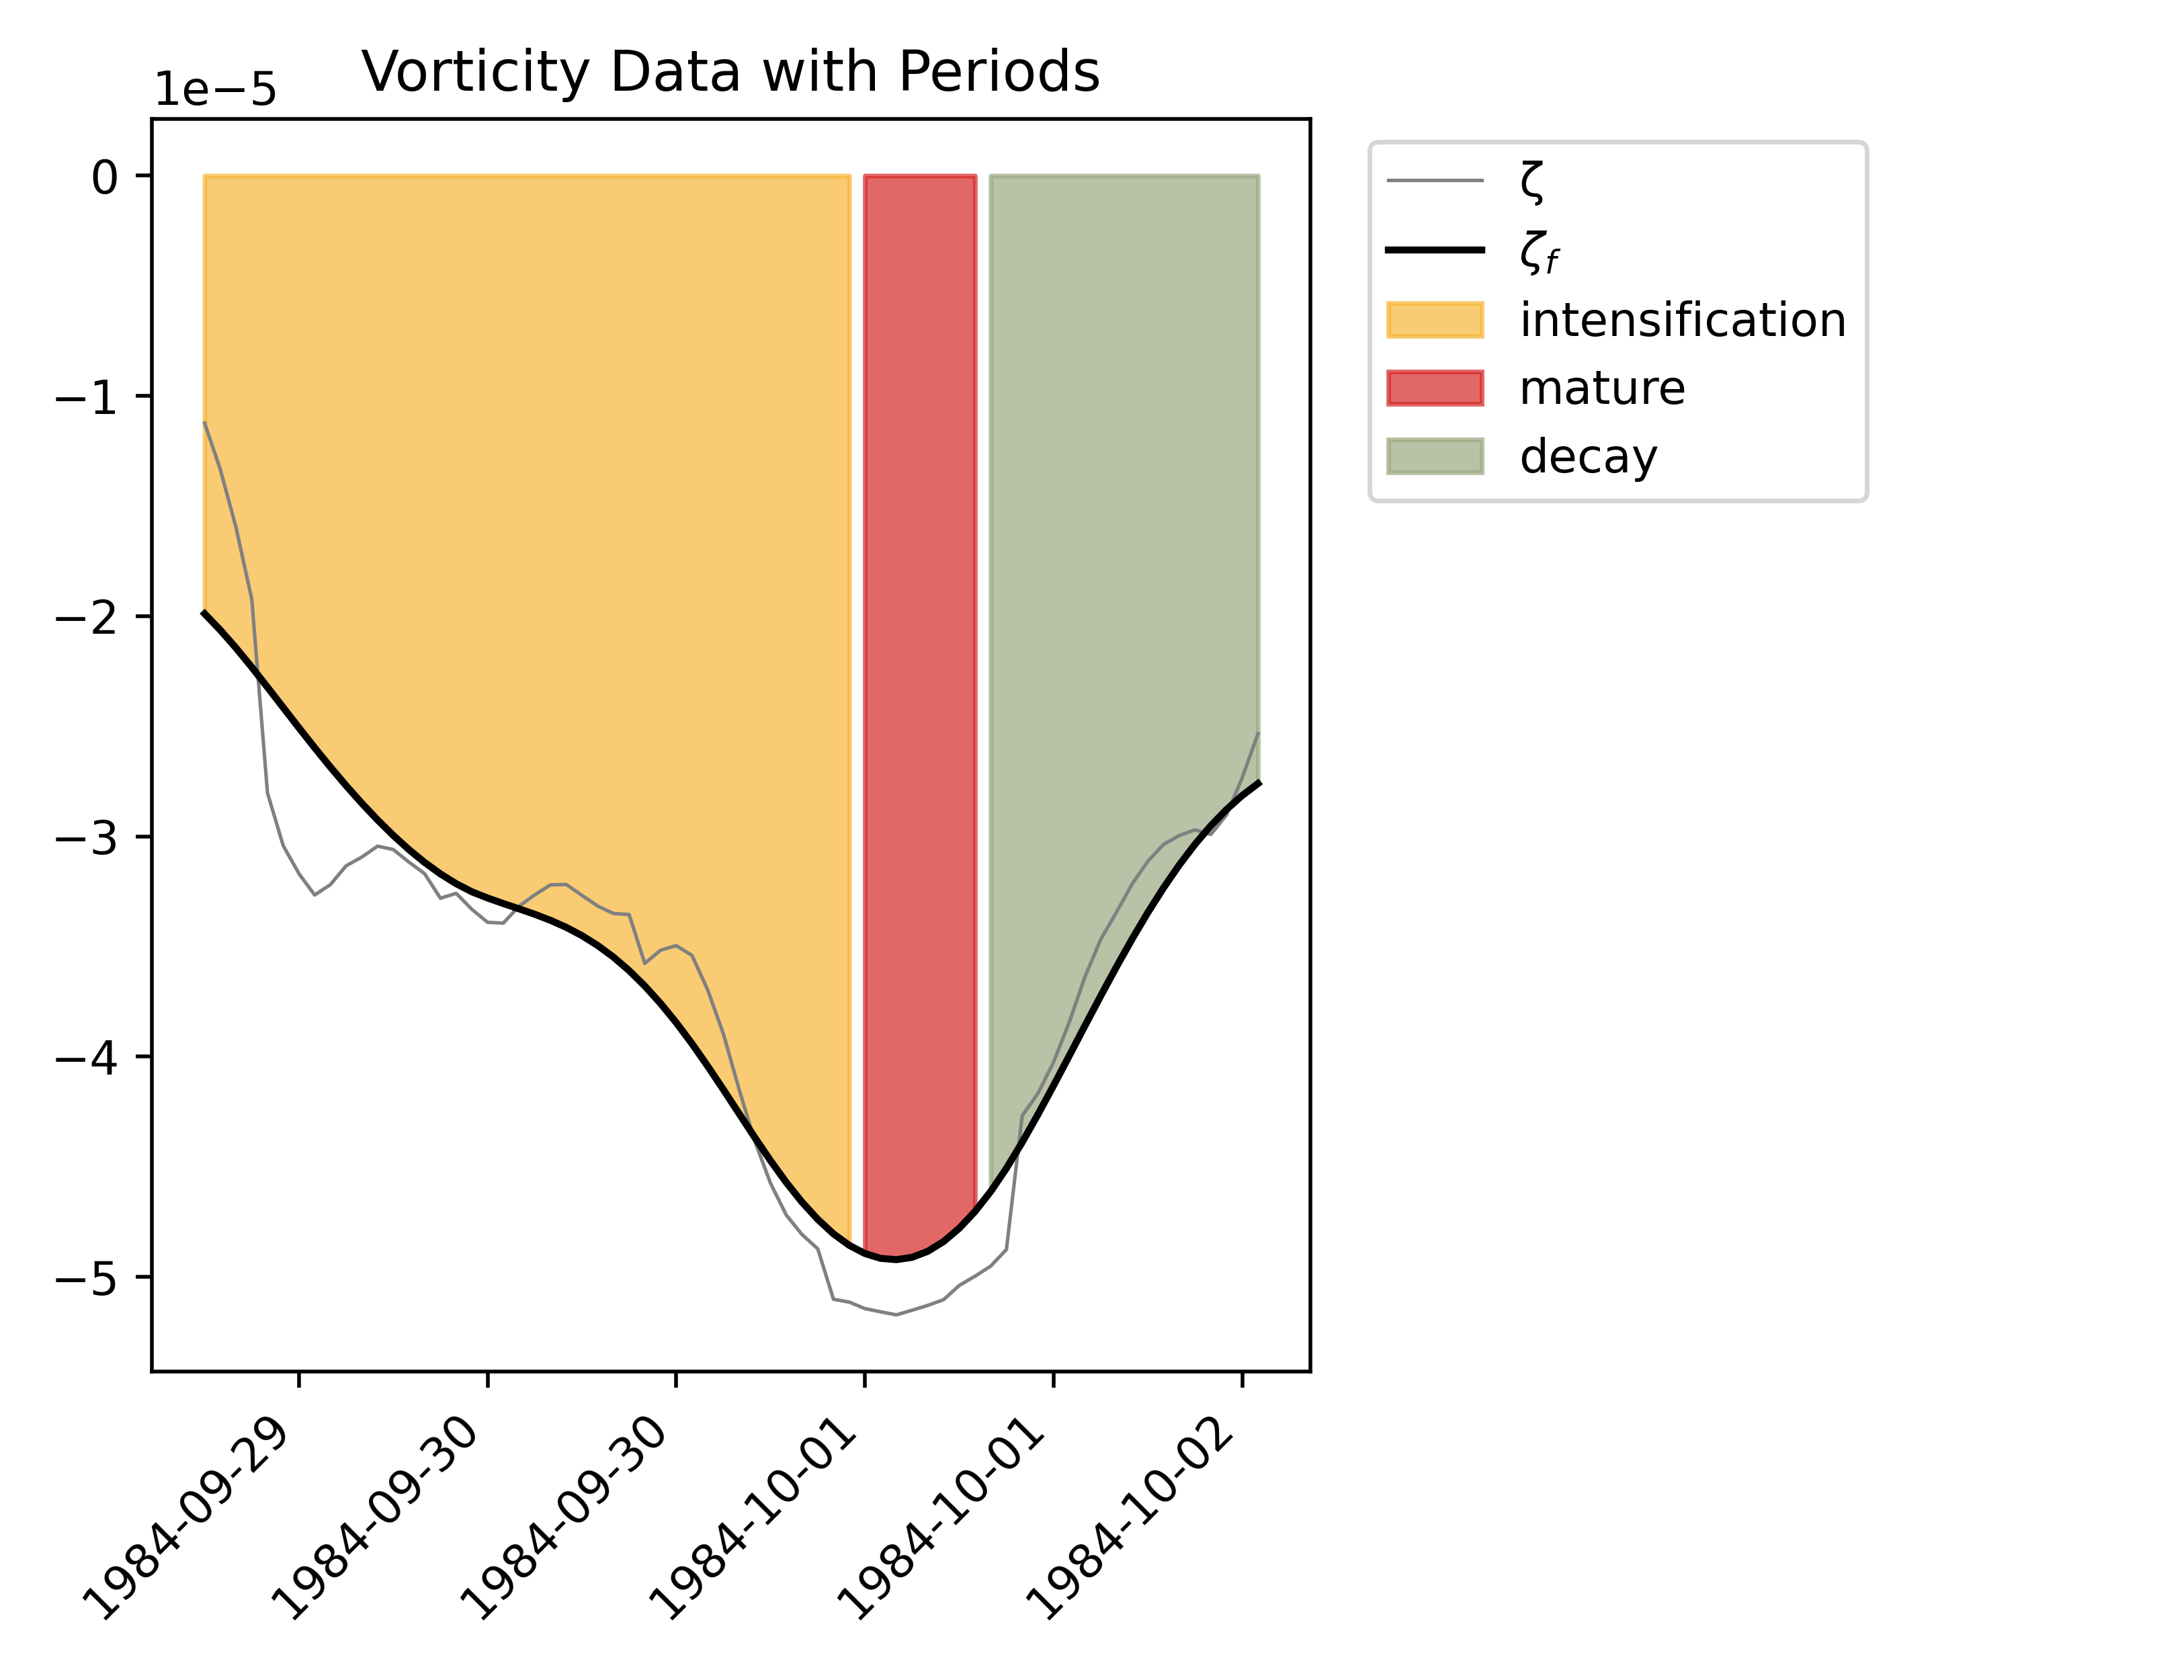 Vorticity Data with Periods
1e−5
0
−1
−2
−3
−4
−5
1984-09-29
1984-09-30
1984-09-30
1984-10-01
1984-10-01
1984-10-02
ζ
ζf
intensification
mature
decay